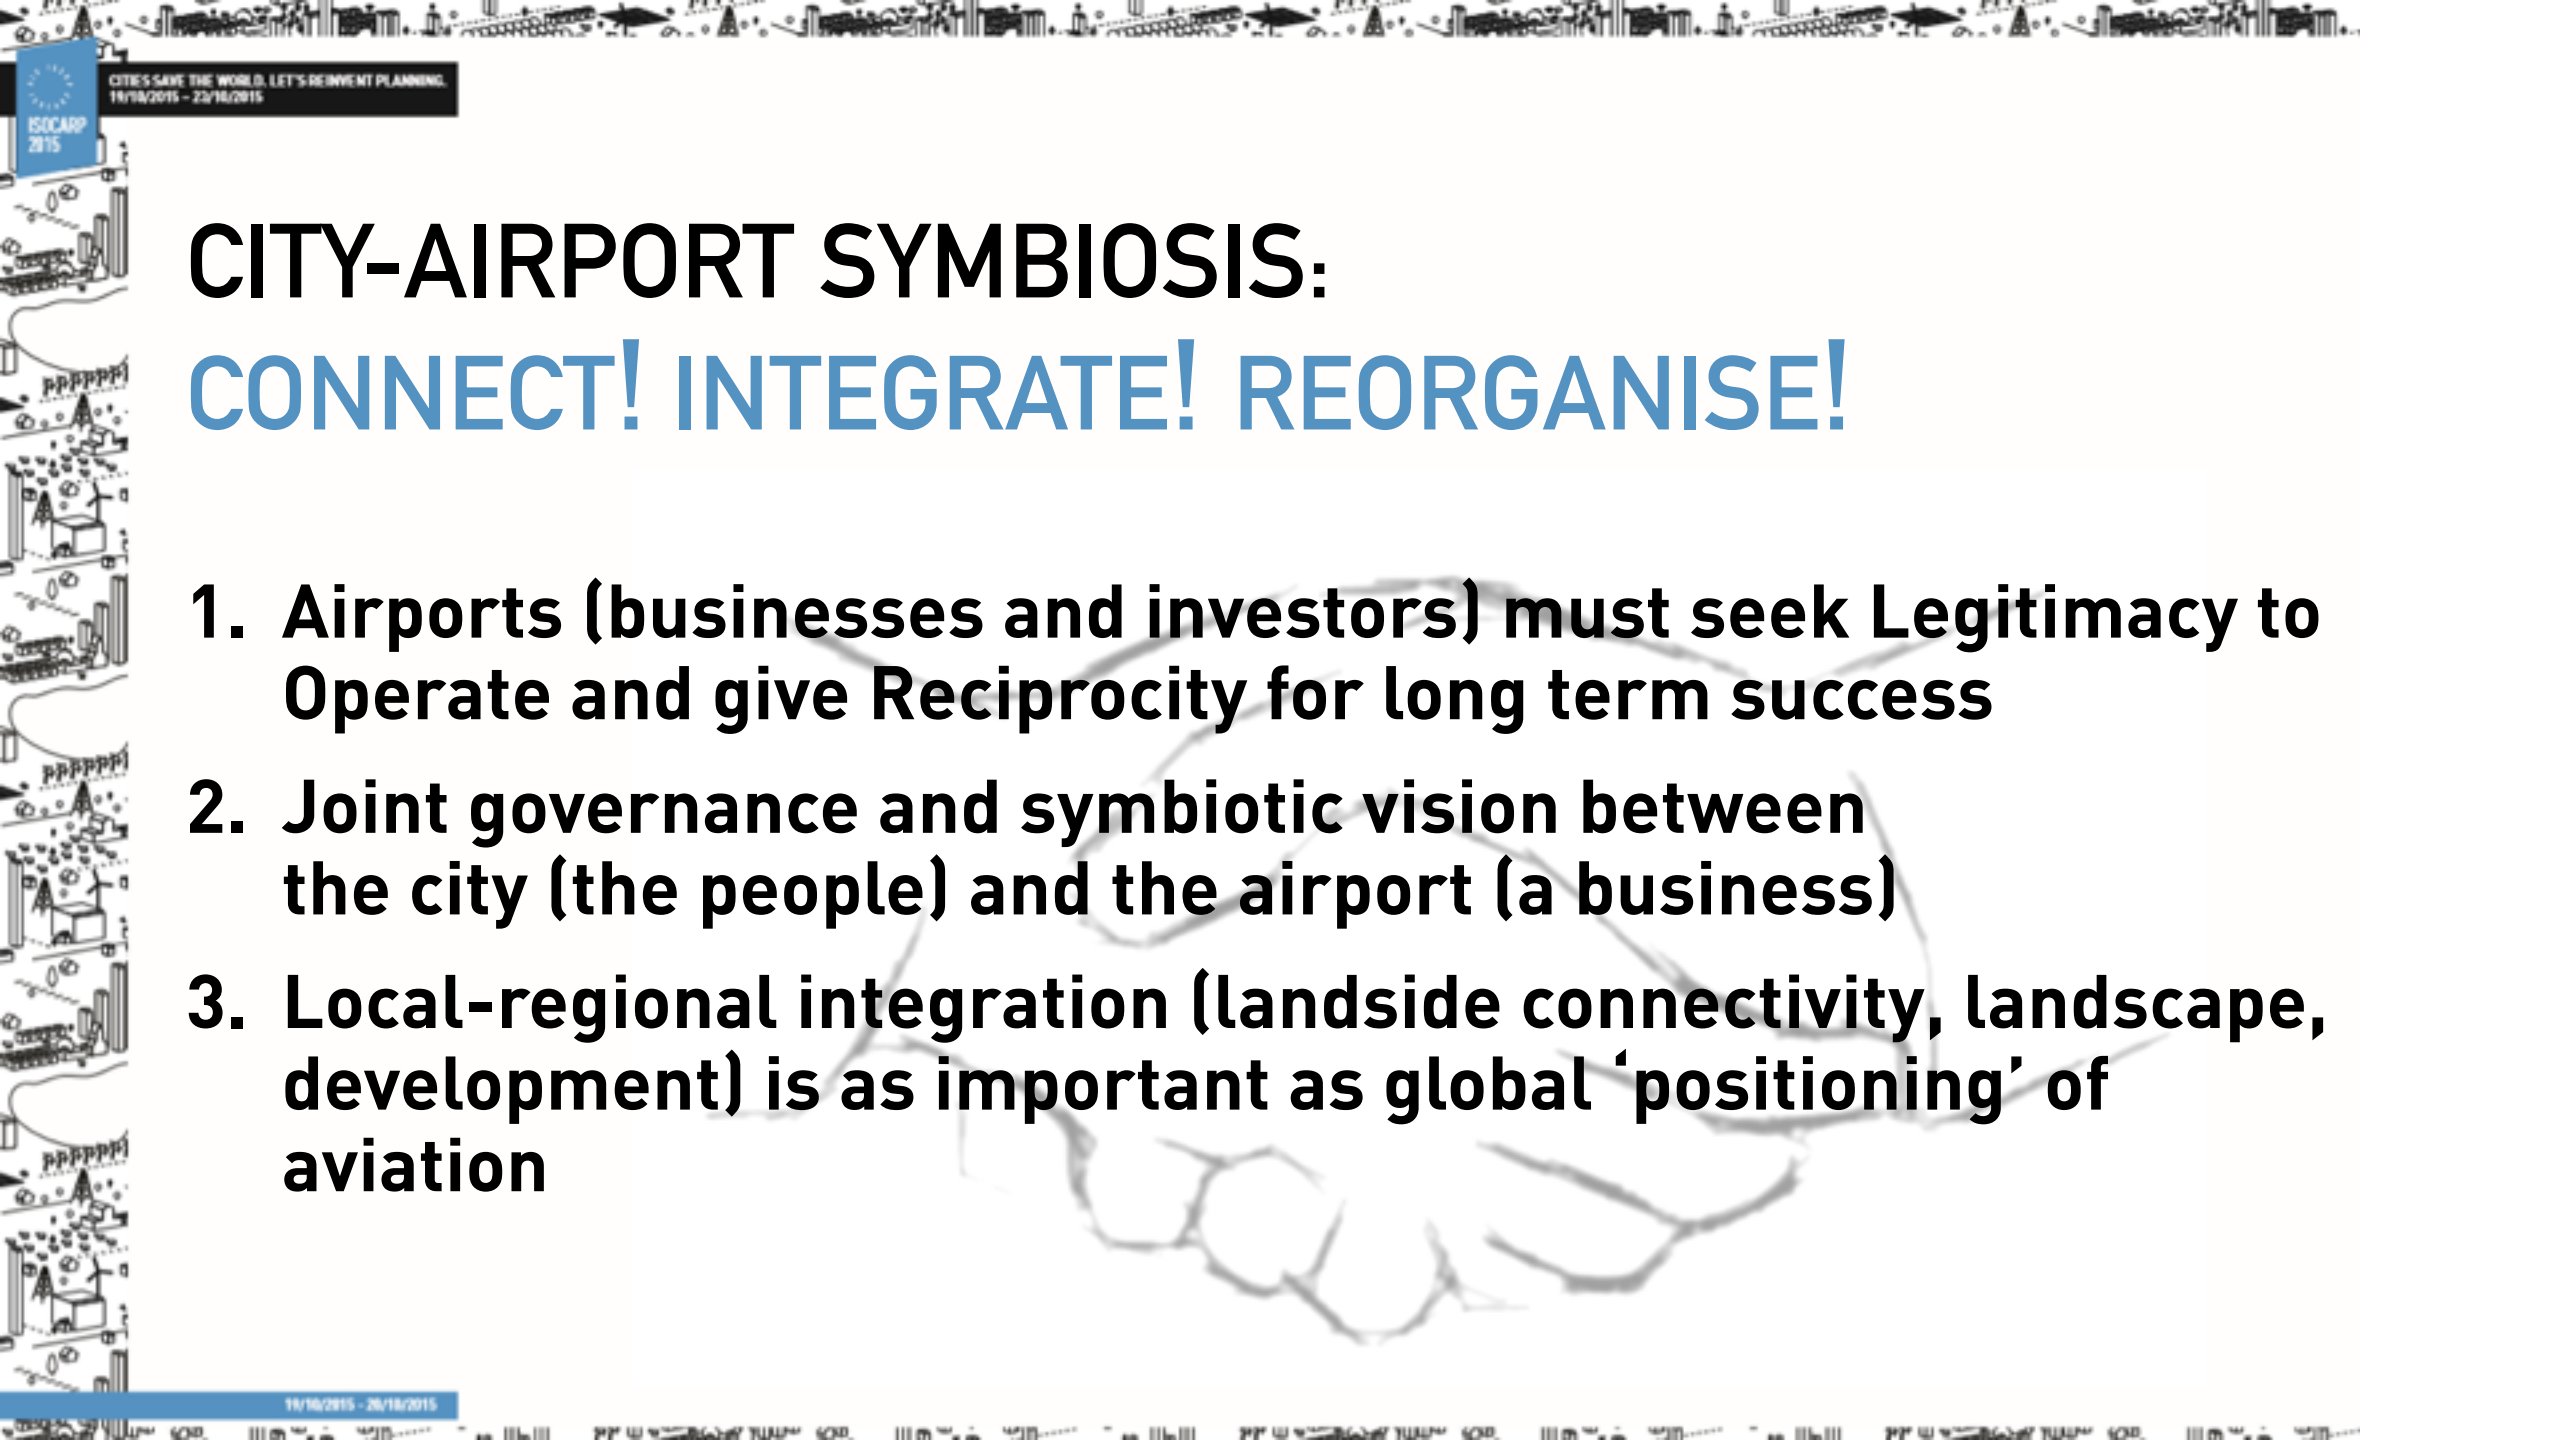 CITIES SAVE THE WORLD. LET'S REINVENT PLANNING.
19/10/2015 – 23/10/2015
ISOCARP
2015
CITY-AIRPORT SYMBIOSIS:
CONNECT! INTEGRATE! REORGANISE!
1. Airports (businesses and investors) must seek Legitimacy to
Operate and give Reciprocity for long term success
2. Joint governance and symbiotic vision between
the city (the people) and the airport (a business)
3. Local-regional integration (landside connectivity, landscape,
development) is as important as global ‘positioning’ of
aviation
19/10/2015 - 20/10/2015